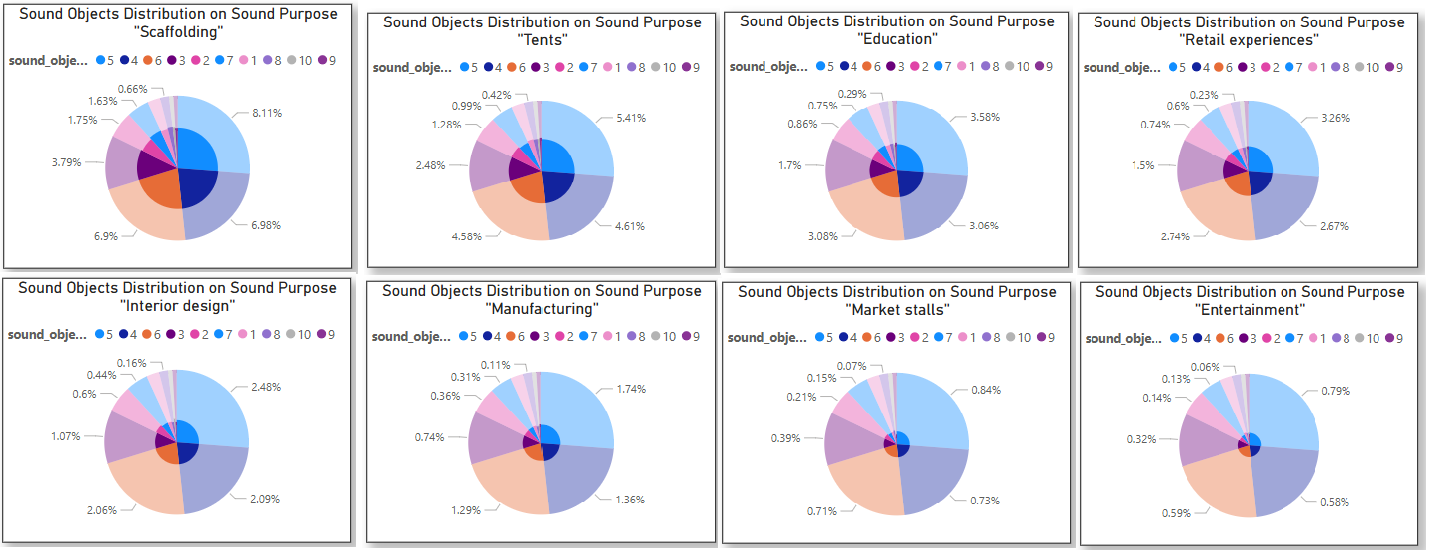 Sound Objects Distribution on Sound Purpose
"Scaffolding"
sound_obje... 5 4 6 3 2 7 1 8 10 9
0.66%
1.63%
8.11%
1.75%
3.79%
6.9%
6.98%
Sound Objects Distribution on Sound Purpose
"Tents"
sound_obje... 5 4 6 3 2 7 1 8 10 9
0.42%
0.99%
5.41%
1.28%
2.48%
4.58%
4.61%
Sound Objects Distribution on Sound Purpose
"Education"
sound_obje... 5 4 6 3 2 7 1 8 10 9
0.29%
0.75%
3.58%
0.86%
1.7%
3.08%
3.06%
Sound Objects Distribution on Sound Purpose
"Retail experiences"
sound_obje... 5 4 6 3 2 7 1 8 10 9
0.23%
0.6%
3.26%
0.74%
1.5%
2.74%
2.67%
Sound Objects Distribution on Sound Purpose
"Interior design"
sound_obje... 5 4 6 3 2 7 1 8 10 9
0.16%
0.44%
2.48%
0.6%
1.07%
2.06%
2.09%
Sound Objects Distribution on Sound Purpose
"Manufacturing"
sound_obje... 5 4 6 3 2 7 1 8 10 9
0.11%
0.31%
1.74%
0.36%
0.74%
1.29%
1.36%
Sound Objects Distribution on Sound Purpose
"Market stalls"
sound_obje... 5 4 6 3 2 7 1 8 10 9
0.07%
0.15%
0.84%
0.21%
0.39%
0.71%
0.73%
Sound Objects Distribution on Sound Purpose
"Entertainment"
sound_obje... 5 4 6 3 2 7 1 8 10 9
0.06%
0.13%
0.79%
0.14%
0.32%
0.59%
0.58%